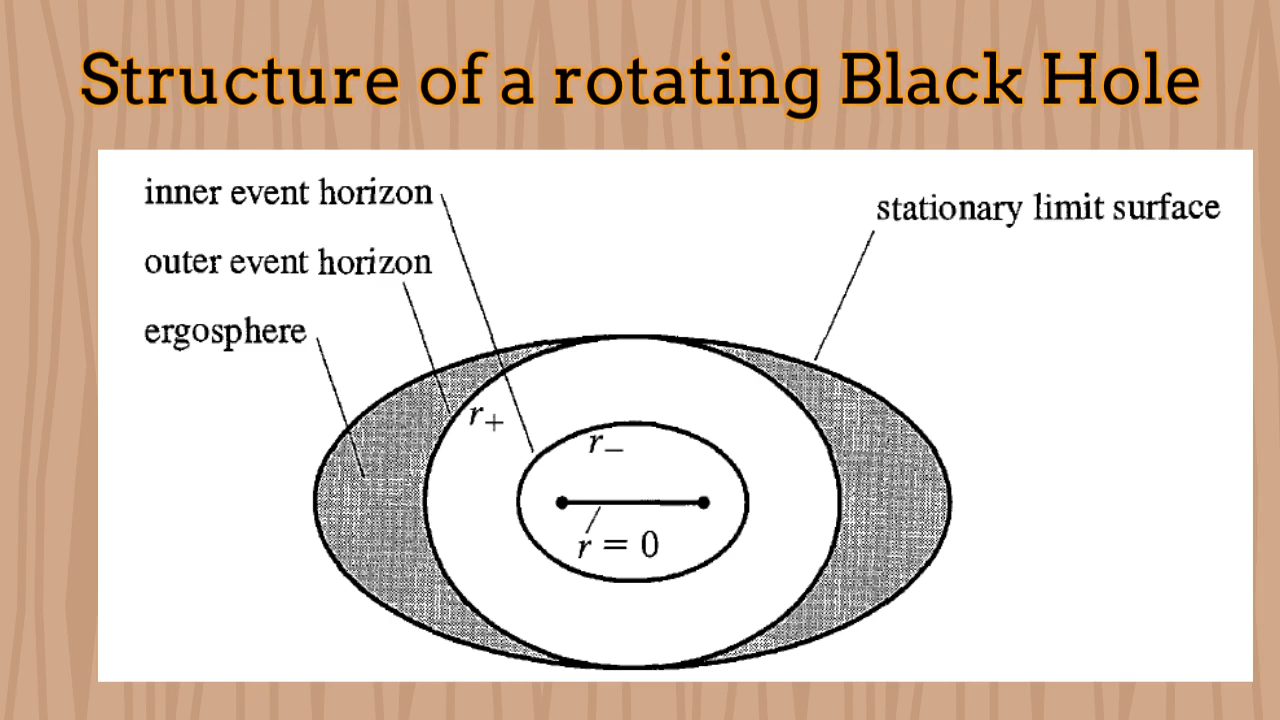 Structure of a rotating Black Hole
inner event horizon
stationary limit surface
outer event horizon
ergosphere
r+
r−
r = 0